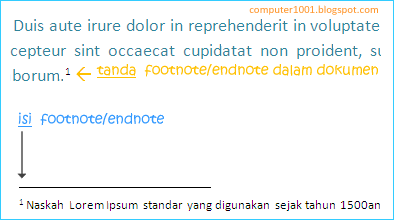 computer1001.blogspot.com
Duis aute irure dolor in reprehenderit in voluptate
cepteur sint occaecat cupidatat non proident, su
borum.¹ ← tanda footnote/endnote dalam dokumen
isi footnote/endnote
¹ Naskah Lorem Ipsum standar yang digunakan sejak tahun 1500an